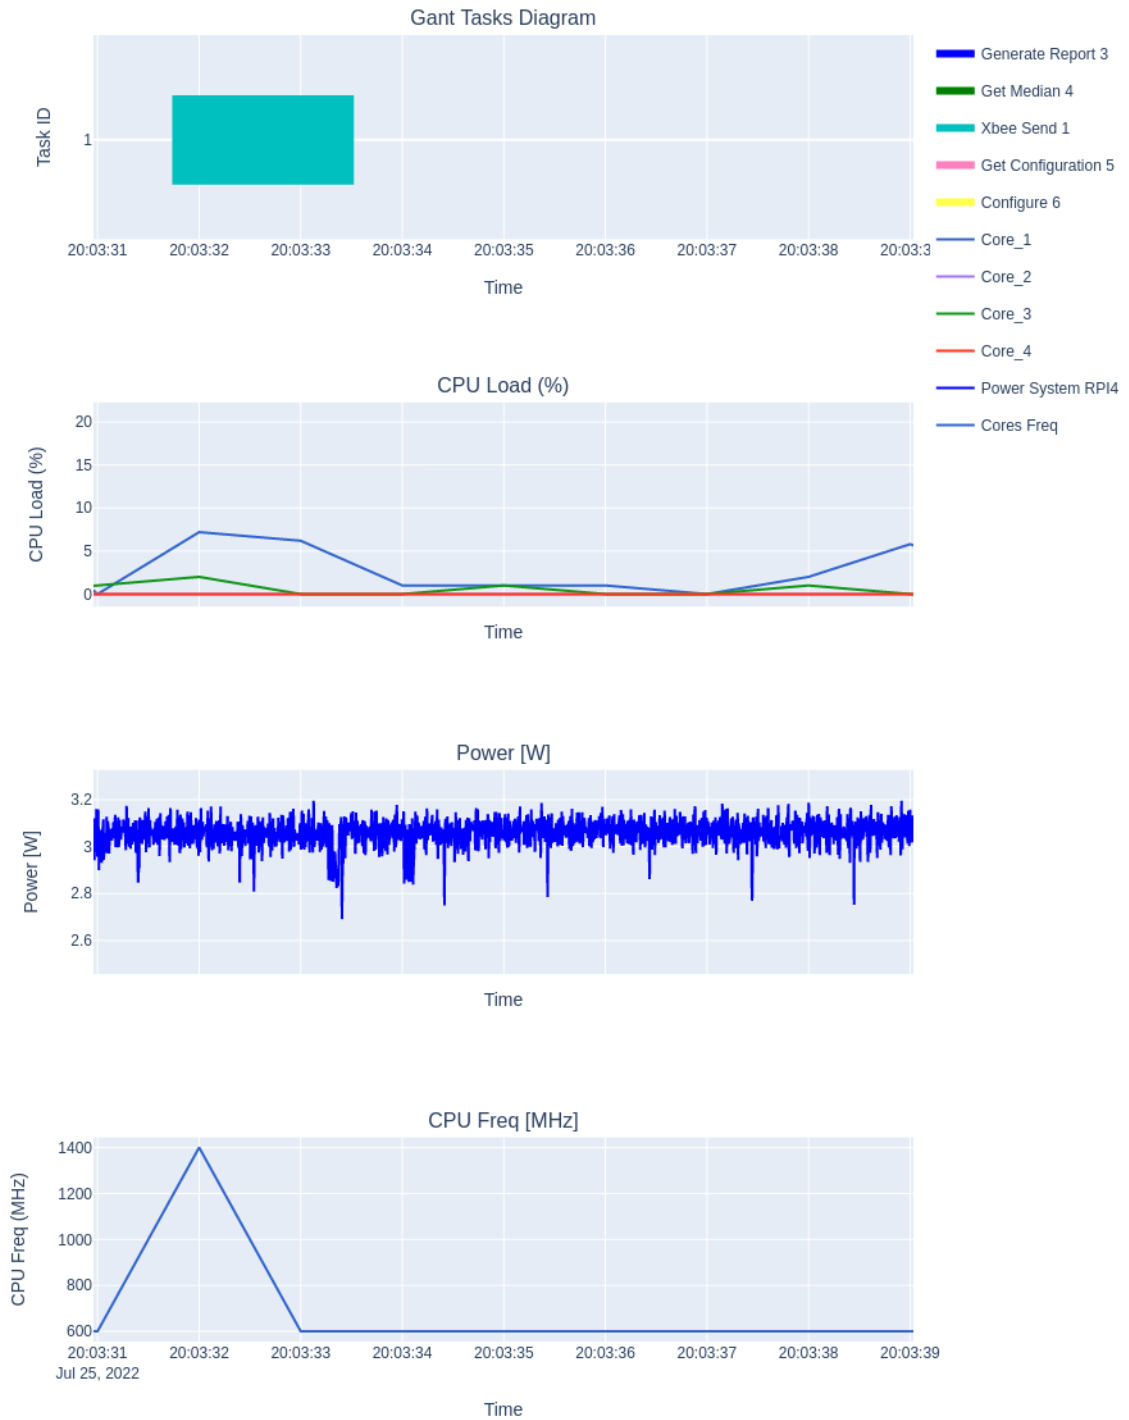 Gant Tasks Diagram
Task ID
1
20:03:31 20:03:32 20:03:33 20:03:34 20:03:35 20:03:36 20:03:37 20:03:38 20:03:3
Time
Generate Report 3
Get Median 4
Xbee Send 1
Get Configuration 5
Configure 6
Core_1
Core_2
Core_3
Core_4
Power System RPI4
Cores Freq
CPU Load (%)
CPU Load (%)
20
15
10
5
0
Time
Power [W]
Power [W]
3.2
3
2.8
2.6
Time
CPU Freq [MHz]
CPU Freq (MHz)
1400
1200
1000
800
600
20:03:31 20:03:32 20:03:33 20:03:34 20:03:35 20:03:36 20:03:37 20:03:38 20:03:39
Jul 25, 2022
Time